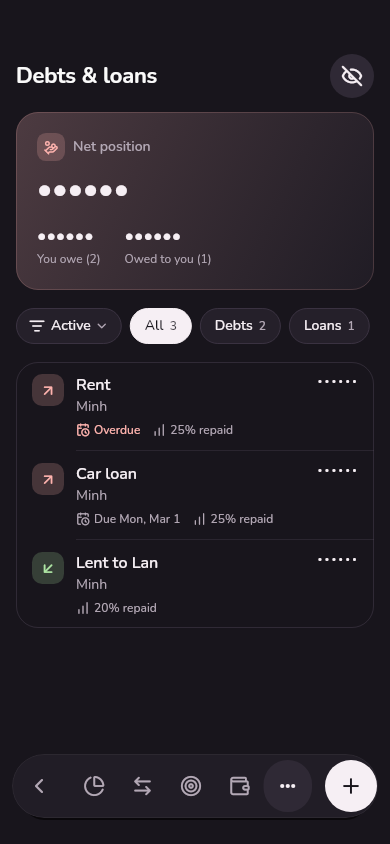 Debts & loans
Net position
••••••
•••••• ••••••
You owe (2) Owed to you (1)
Active All 3 Debts 2 Loans 1
Rent ••••••
Minh
Overdue 25% repaid
Car loan ••••••
Minh
Due Mon, Mar 1 25% repaid
Lent to Lan ••••••
Minh
20% repaid